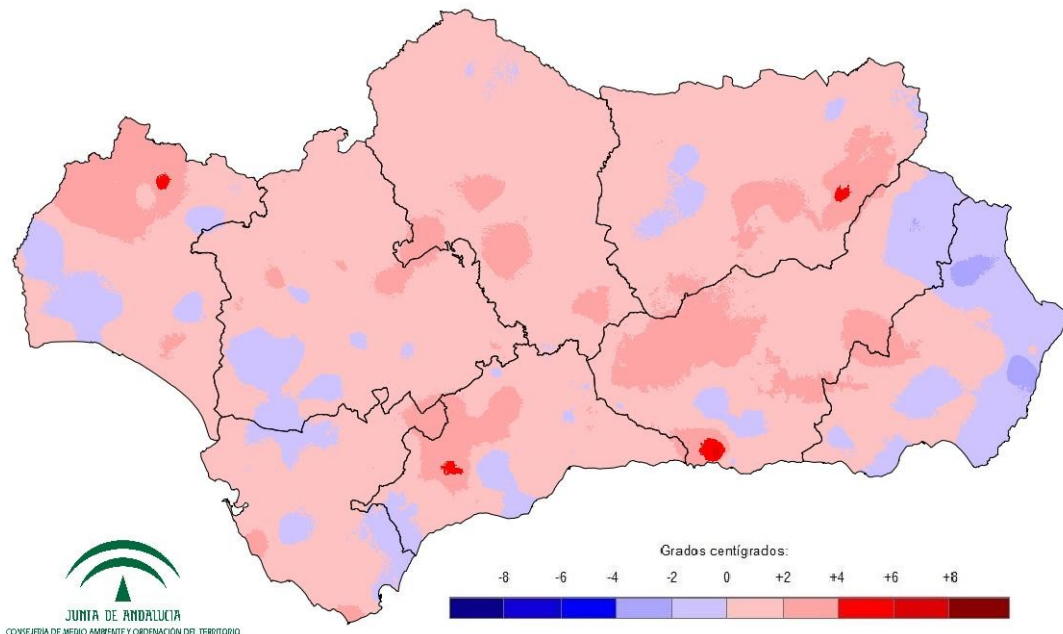 Grados centígrados:
-8 -6 -4 -2 0 +2 +4 +6 +8
JUNTA DE ANDALUCIA
CONSEJERÍA DE MEDIO AMBIENTE Y ORDENACIÓN DEL TERRITORIO